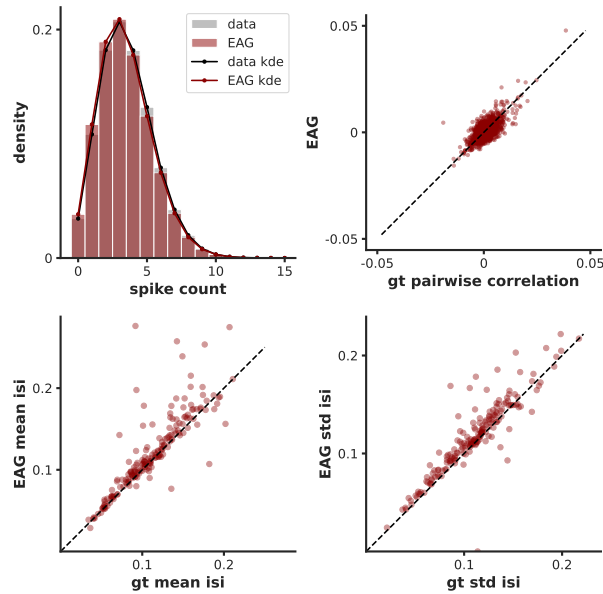 0.2
0
density
0
5
10
15
spike count
data
EAG
data kde
EAG kde
0.05
0
-0.05
EAG
-0.05
0
0.05
gt pairwise correlation
0.2
0.1
EAG mean isi
0.1
0.2
gt mean isi
0.2
0.1
EAG std isi
0.1
0.2
gt std isi